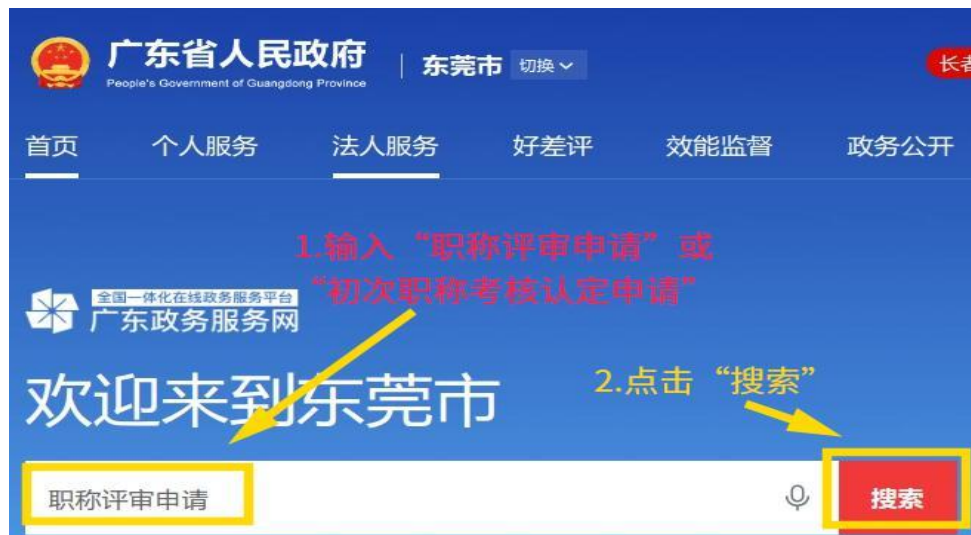 广东省人民政府
People's Government of Guangdong Province
东莞市 切换
长者
首页 个人服务 法人服务 好差评 效能监督 政务公开
1.输入“职称评审申请”或
“初次职称考核认定申请”
全国一体化在线政务服务平台
广东政务服务网
欢迎来到东莞市
2.点击“搜索”
职称评审申请
搜索